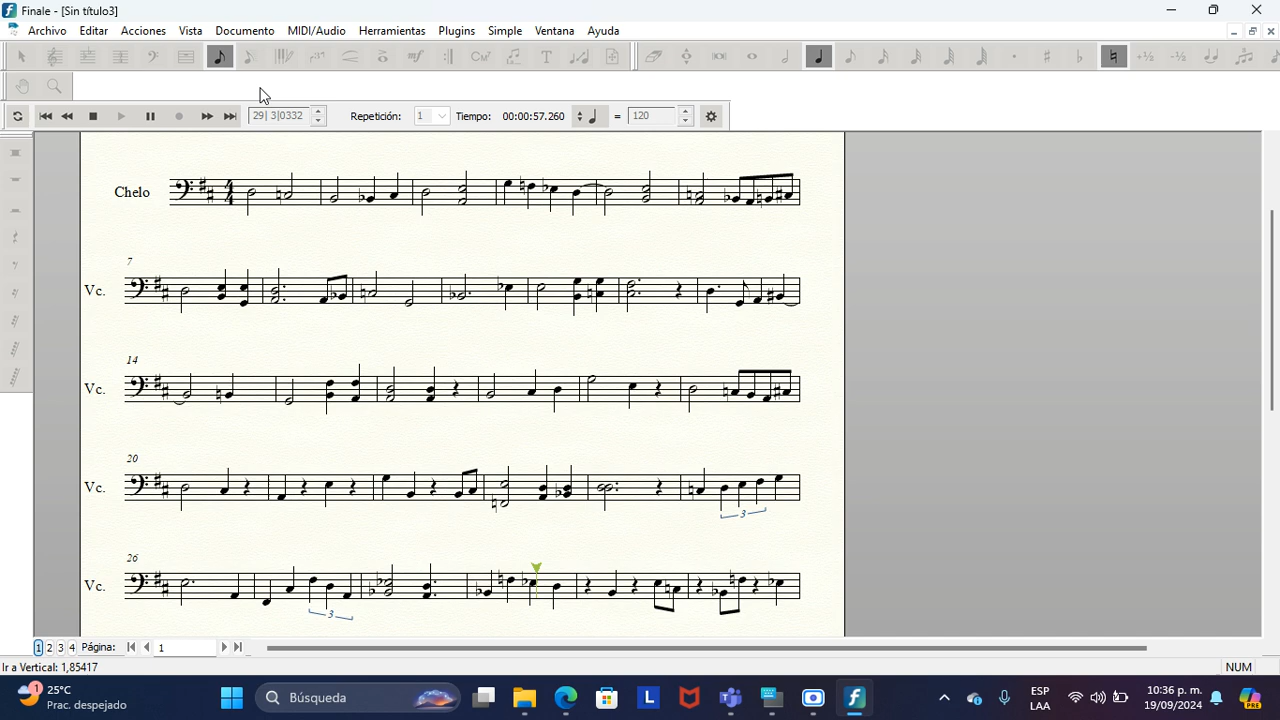 Finale - [Sin título3]
Archivo Editar Acciones Vista Documento MIDI/Audio Herramientas Plugins Simple Ventana Ayuda
29| 3|0332 Repetición: 1 Tiempo: 00:00:57.260 = 120
Chelo
7
Vc.
14
Vc.
20
Vc.
3
26
Vc.
3
1 2 3 4 Página: 1
Ir a Vertical: 1,85417 NUM
1 25°C
Prac. despejado
Búsqueda
ESP
LAA
10:36 p. m.
19/09/2024